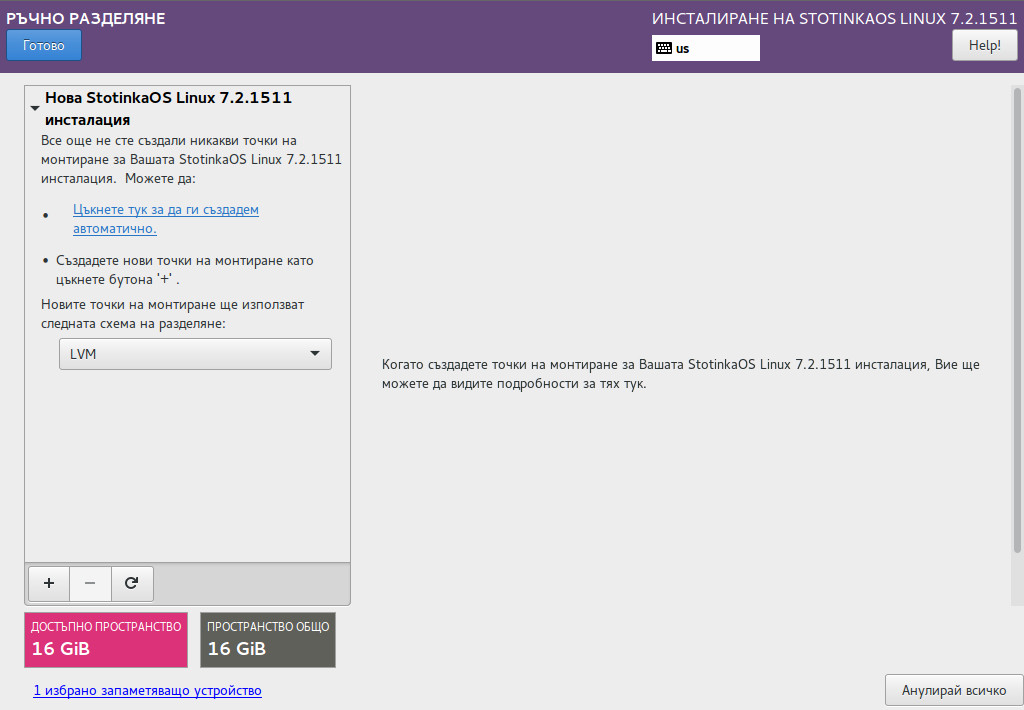 РЪЧНО РАЗДЕЛЯНЕ
ИНСТАЛИРАНЕ НА STOTINKAOS LINUX 7.2.1511
Готово
us
Help!
Нова StotinkaOS Linux 7.2.1511
инсталация
Все още не сте създали никакви точки на
монтиране за Вашата StotinkaOS Linux 7.2.1511
инсталация. Можете да:
• Цъкнете тук за да ги създадем
автоматично.
• Създадете нови точки на монтиране като
цъкнете бутона '+' .
Новите точки на монтиране ще използват
следната схема на разделяне:
LVM
Когато създадете точки на монтиране за Вашата StotinkaOS Linux 7.2.1511 инсталация, Вие ще
можете да видите подробности за тях тук.
ДОСТЪПНО ПРОСТРАНСТВО
16 GiB
ПРОСТРАНСТВО ОБЩО
16 GiB
1 избрано запаметяващо устройство
Анулирай всичко